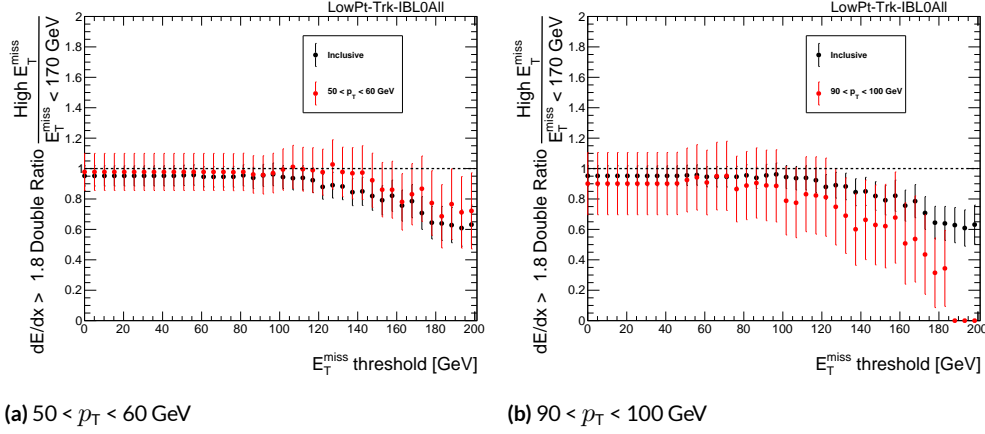 LowPt-Trk-IBL0All
dE/dx > 1.8 Double Ratio High E_T^miss / E_T^miss < 170 GeV
2
1.8
1.6
1.4
1.2
1
0.8
0.6
0.4
0.2
0
Inclusive
50 < p_T < 60 GeV
0 20 40 60 80 100 120 140 160 180 200
E_T^miss threshold [GeV]
(a) 50 < p_T < 60 GeV
LowPt-Trk-IBL0All
dE/dx > 1.8 Double Ratio High E_T^miss / E_T^miss < 170 GeV
2
1.8
1.6
1.4
1.2
1
0.8
0.6
0.4
0.2
0
Inclusive
90 < p_T < 100 GeV
0 20 40 60 80 100 120 140 160 180 200
E_T^miss threshold [GeV]
(b) 90 < p_T < 100 GeV